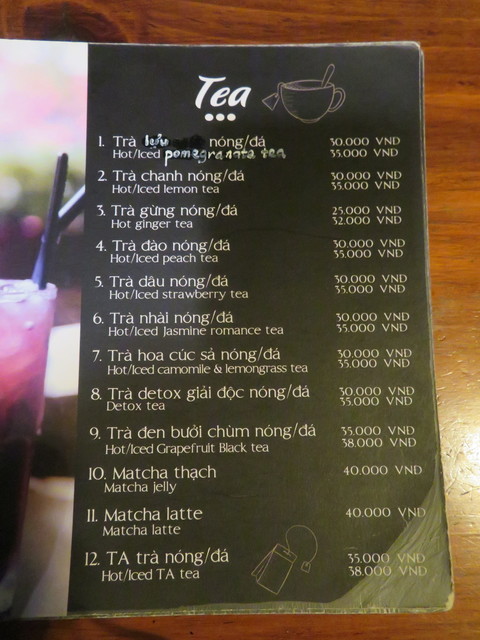 Tea
1. Trà lựu nóng/đá 30.000 VND
Hot/Iced pomegranate tea 35.000 VND
2. Trà chanh nóng/đá 30.000 VND
Hot/Iced lemon tea 35.000 VND
3. Trà gừng nóng/đá 25.000 VND
Hot ginger tea 32.000 VND
4. Trà đào nóng/đá 30.000 VND
Hot/Iced peach tea 35.000 VND
5. Trà dâu nóng/đá 30.000 VND
Hot/Iced strawberry tea 35.000 VND
6. Trà nhài nóng/đá 30.000 VND
Hot/Iced Jasmine romance tea 35.000 VND
7. Trà hoa cúc sả nóng/đá 30.000 VND
Hot/Iced camomile & lemongrass tea 35.000 VND
8. Trà detox giải độc nóng/đá 30.000 VND
Detox tea 35.000 VND
9. Trà đen bưởi chùm nóng/đá 35.000 VND
Hot/Iced Grapefruit Black tea 38.000 VND
10. Matcha thạch 40.000 VND
Matcha jelly
11. Matcha latte 40.000 VND
Matcha latte
12. TA trà nóng/đá 35.000 VND
Hot/Iced TA tea 38.000 VND